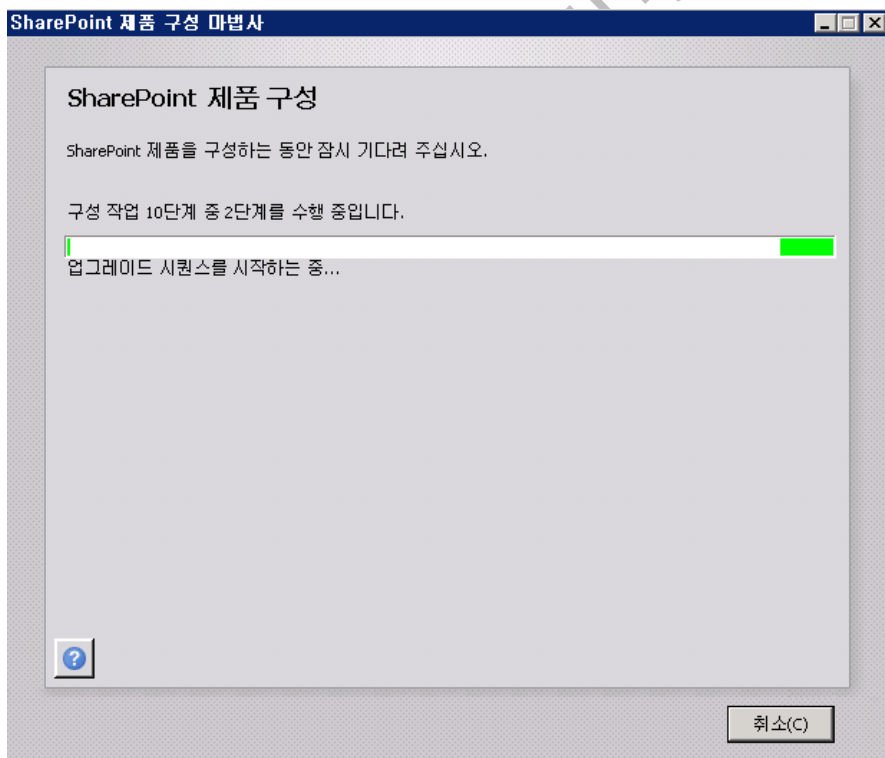 SharePoint 제품 구성 마법사
SharePoint 제품 구성
SharePoint 제품을 구성하는 동안 잠시 기다려 주십시오.
구성 작업 10단계 중 2단계를 수행 중입니다.
업그레이드 시퀀스를 시작하는 중...
취소(C)